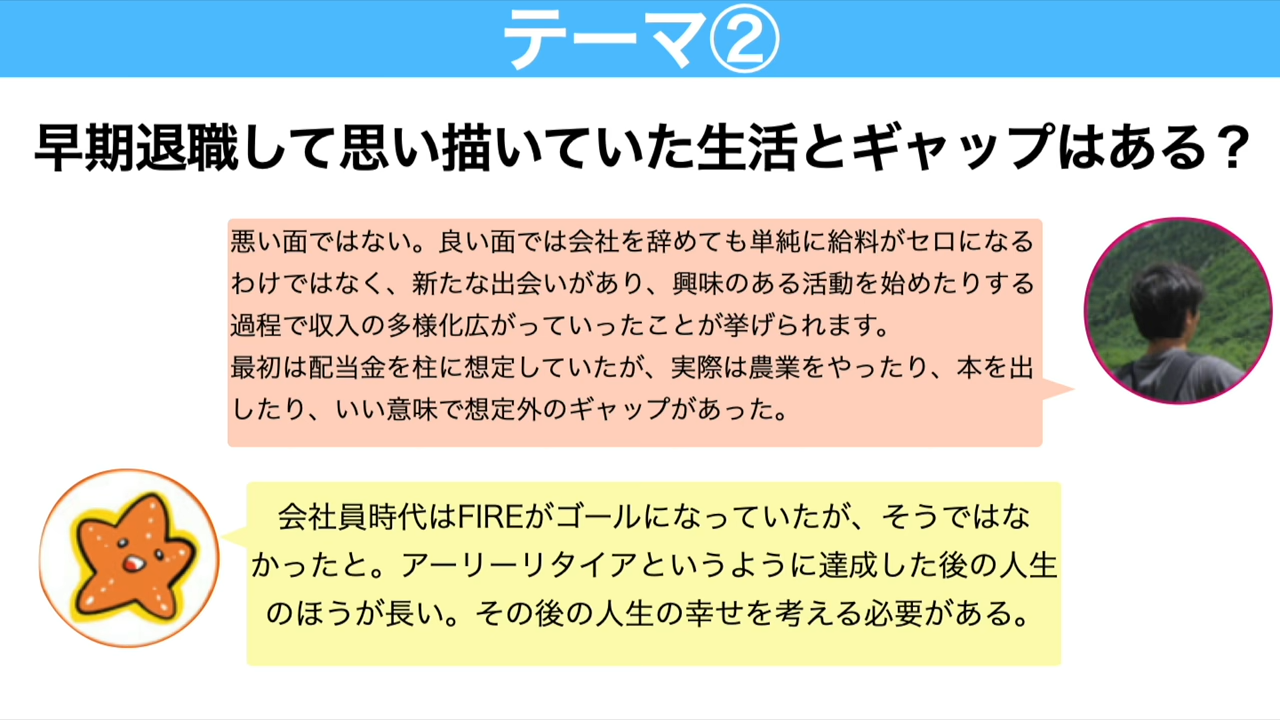 テーマ②
早期退職して思い描いていた生活とギャップはある？
悪い面ではない。良い面では会社を辞めても単純に給料がゼロになる
わけではなく、新たな出会いがあり、興味のある活動を始めたりする
過程で収入の多様化広がっていったことが挙げられます。
最初は配当金を柱に想定していたが、実際は農業をやったり、本を出
したり、いい意味で想定外のギャップがあった。
会社員時代はFIREがゴールになっていたが、そうではな
かったと。アーリーリタイアというように達成した後の人生
のほうが長い。その後の人生の幸せを考える必要がある。